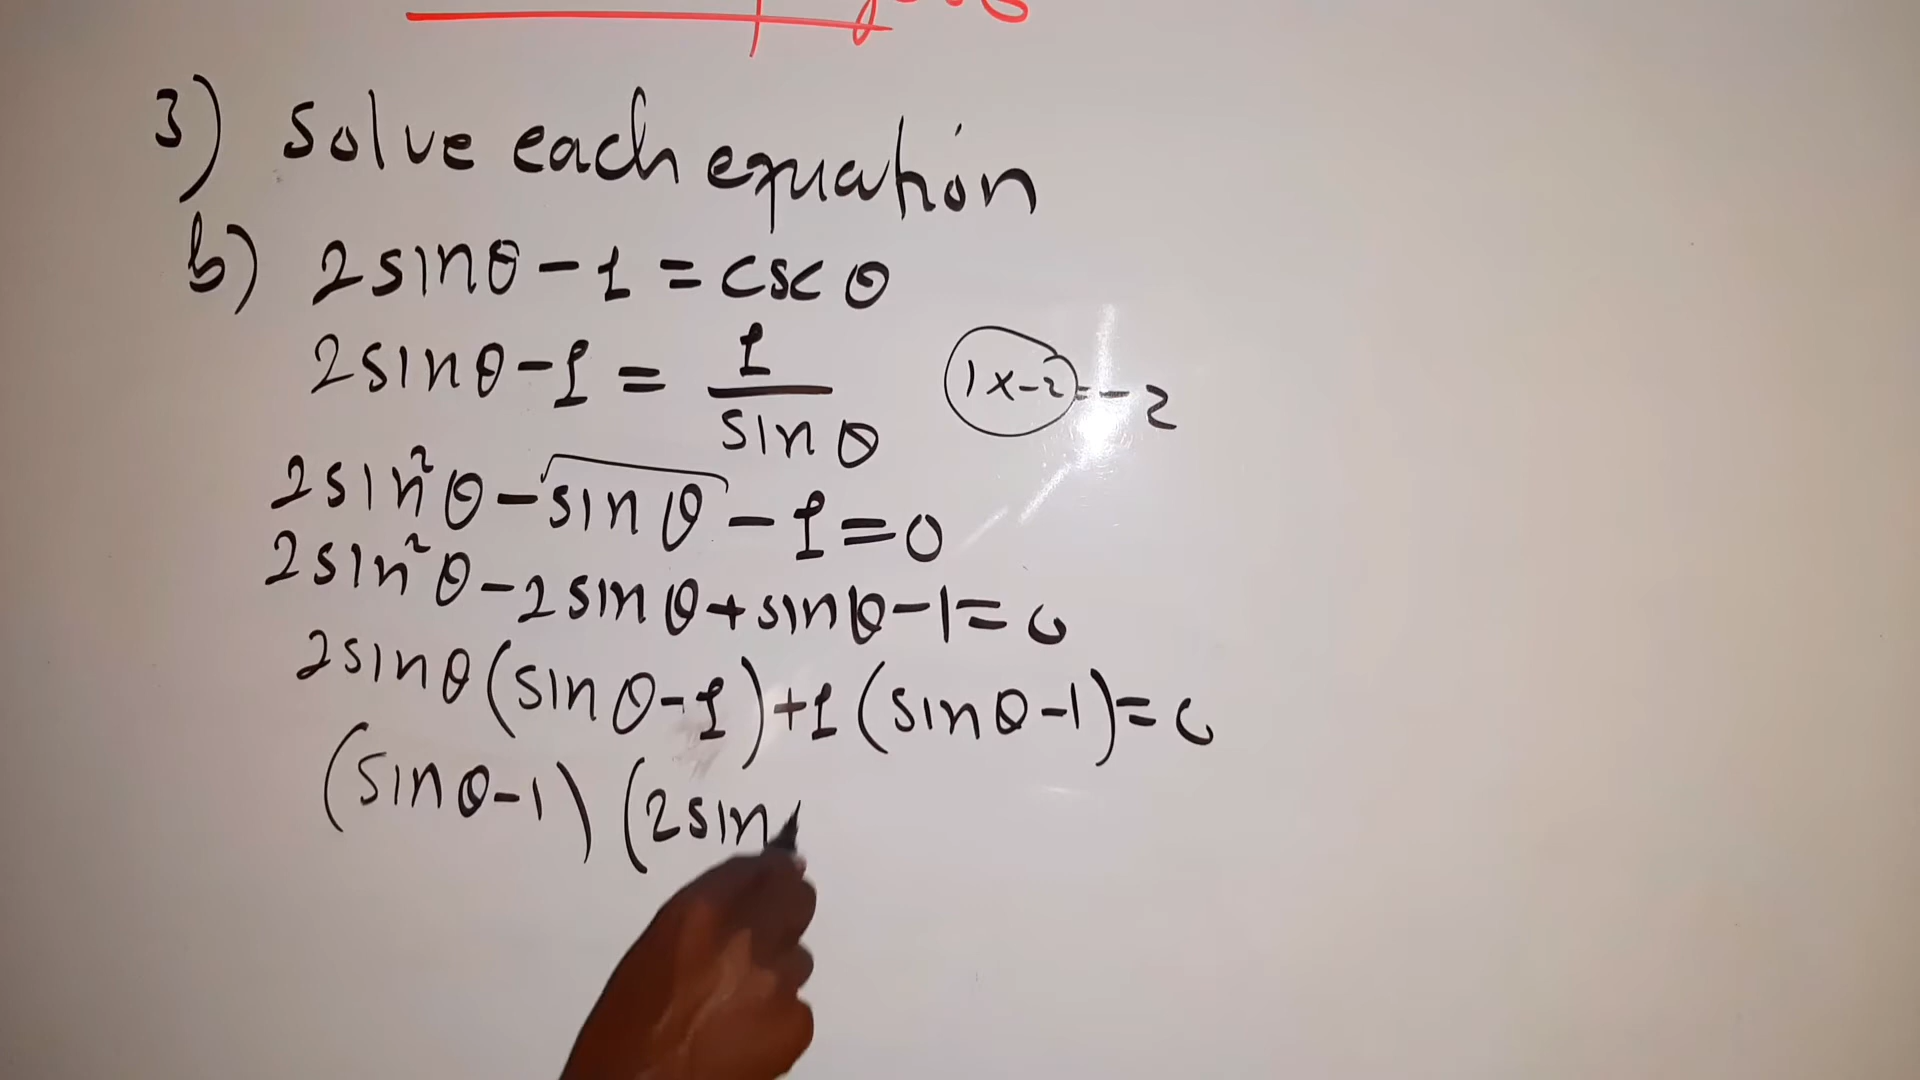 3) solve each equation
b) 2sinθ-1=cscθ
2sinθ-1=1/sinθ
1x-2=-2
2sin²θ-sinθ-1=0
2sin²θ-2sinθ+sinθ-1=0
2sinθ(sinθ-1)+1(sinθ-1)=0
(sinθ-1)(2sin